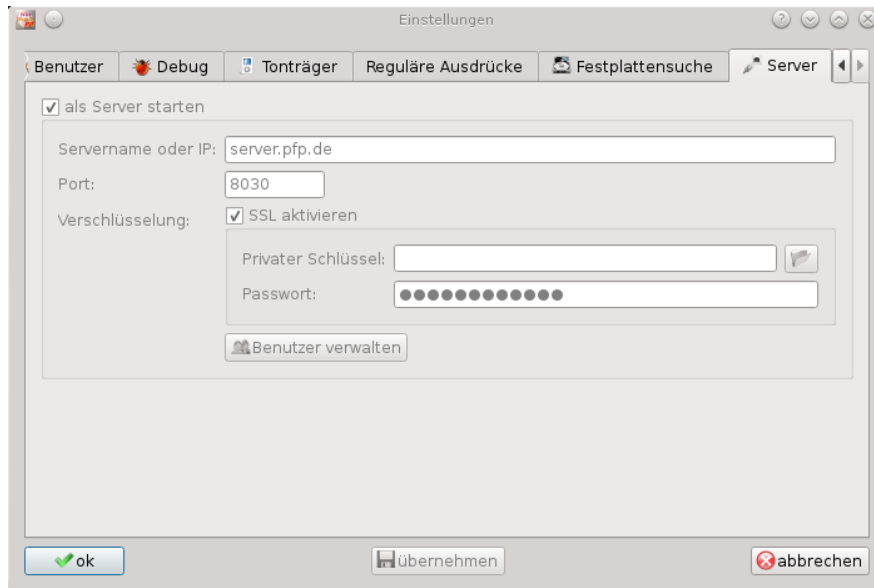 Einstellungen
Benutzer Debug Tonträger Reguläre Ausdrücke Festplattensuche Server
als Server starten
Servername oder IP: server.pfp.de
Port: 8030
Verschlüsselung: SSL aktivieren
Privater Schlüssel:
Passwort: ●●●●●●●●●●●●
Benutzer verwalten
ok übernehmen abbrechen